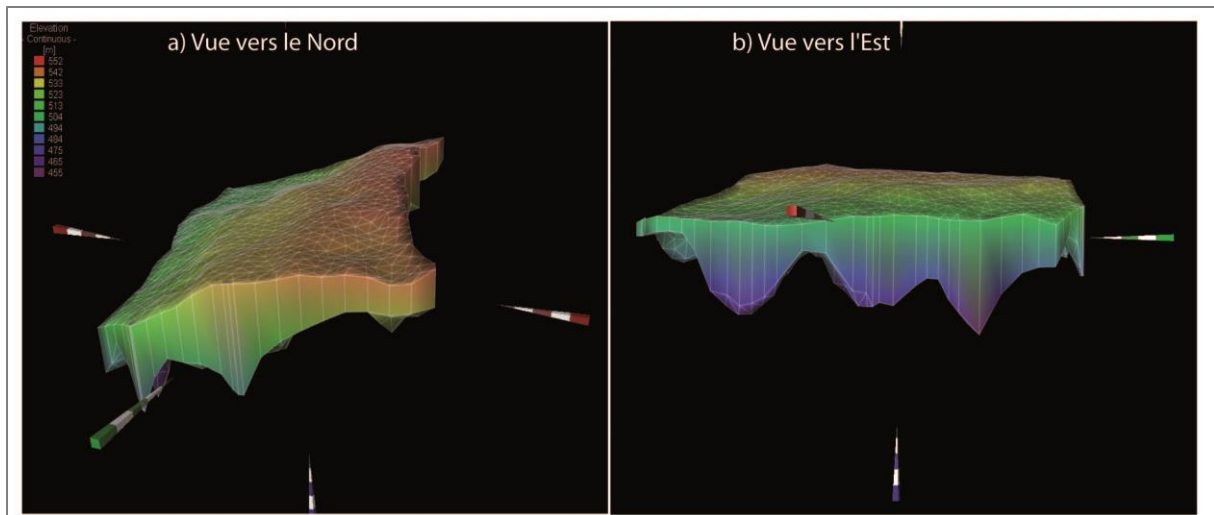 Elevation
- Continuous -
[m]
552
542
533
523
513
504
494
484
475
465
455
a) Vue vers le Nord
b) Vue vers l'Est